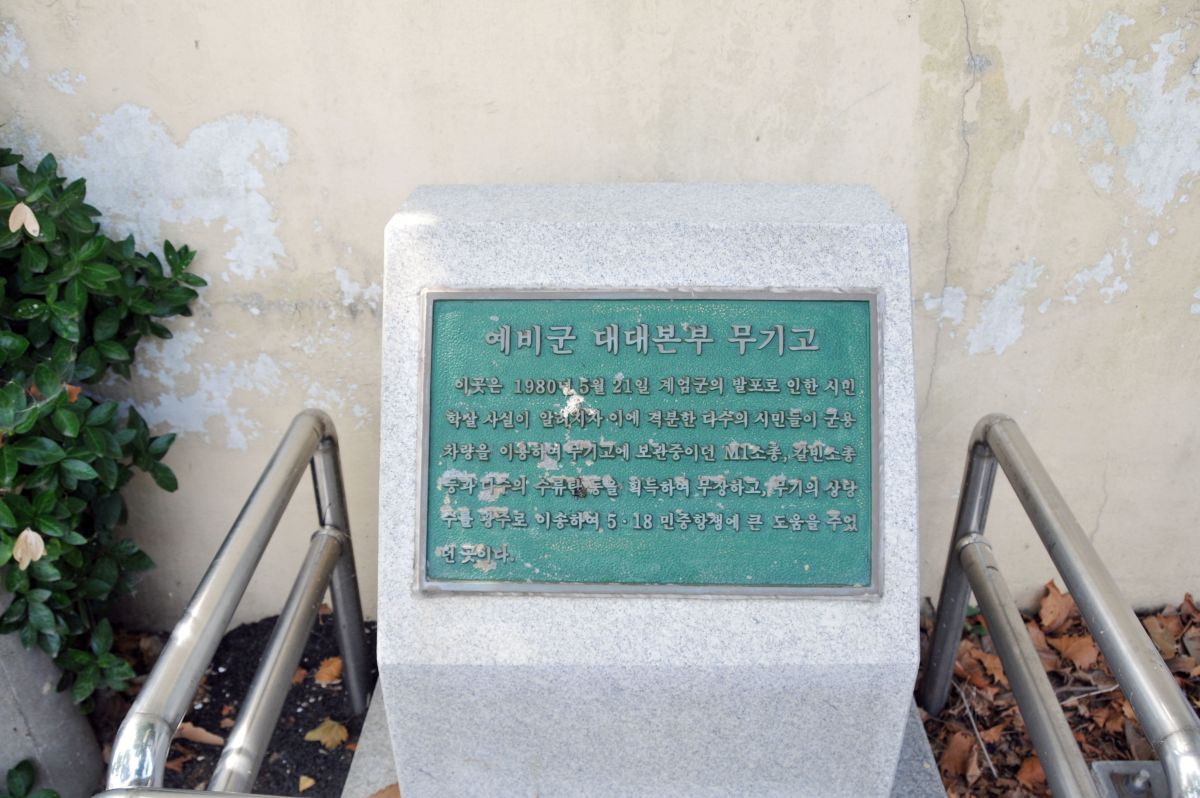 예비군 대대본부 무기고
이곳은 1980년 5월 21일 계엄군의 발포로 인한 시민
학살 사실이 알려지자 이에 격분한 다수의 시민들이 군용
차량을 이용하여 무기고에 보관중이던 M1소총, 칼빈소총
등과 다수의 수류탄 등을 획득하여 무장하고, 무기의 상당
수를 광주로 이송하여, 5·18 민중항쟁에 큰 도움을 주었
던 곳이다.